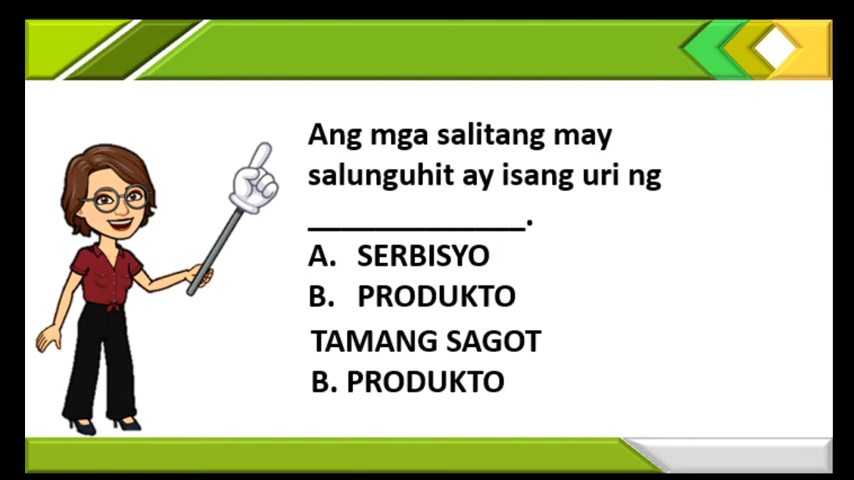 Ang mga salitang may
salunguhit ay isang uri ng
______________.
A. SERBISYO
B. PRODUKTO
TAMANG SAGOT
B. PRODUKTO